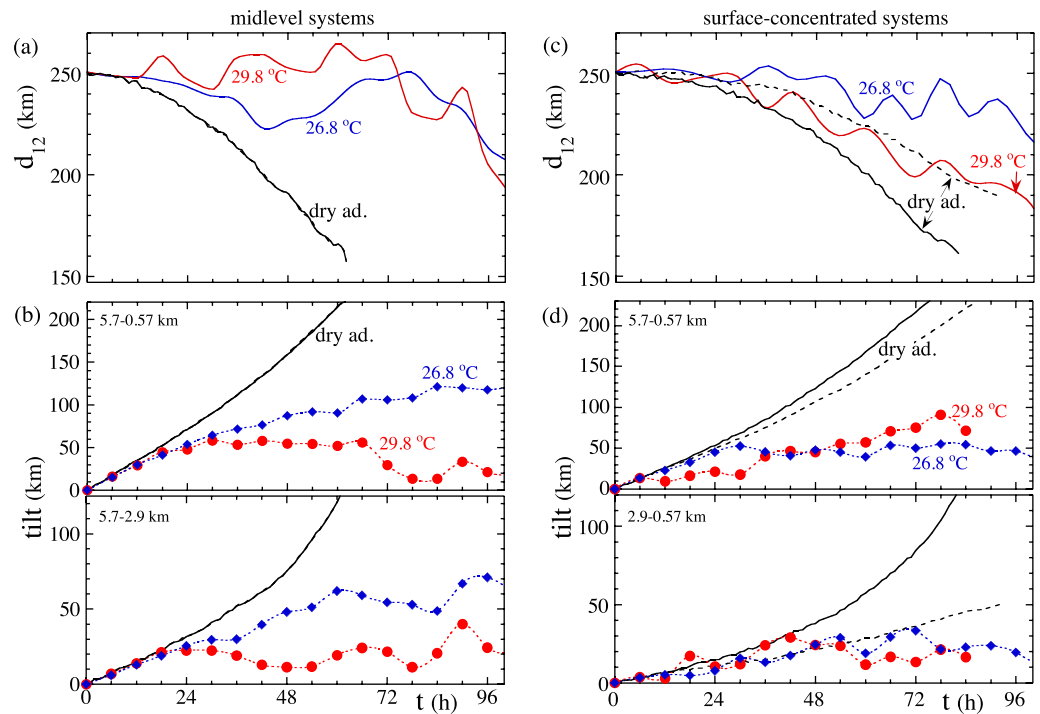 midlevel systems
surface-concentrated systems
(a)
250
200
150
d12 (km)
29.8 °C
26.8 °C
dry ad.
(c)
250
200
150
d12 (km)
26.8 °C
29.8 °C
dry ad.
(b)
5.7-0.57 km
200
150
100
50
0
dry ad.
26.8 °C
29.8 °C
(d)
5.7-0.57 km
200
150
100
50
0
dry ad.
29.8 °C
26.8 °C
tilt (km)
5.7-2.9 km
100
50
0
0
24
48
72
96
t (h)
tilt (km)
2.9-0.57 km
100
50
0
0
24
48
72
96
t (h)